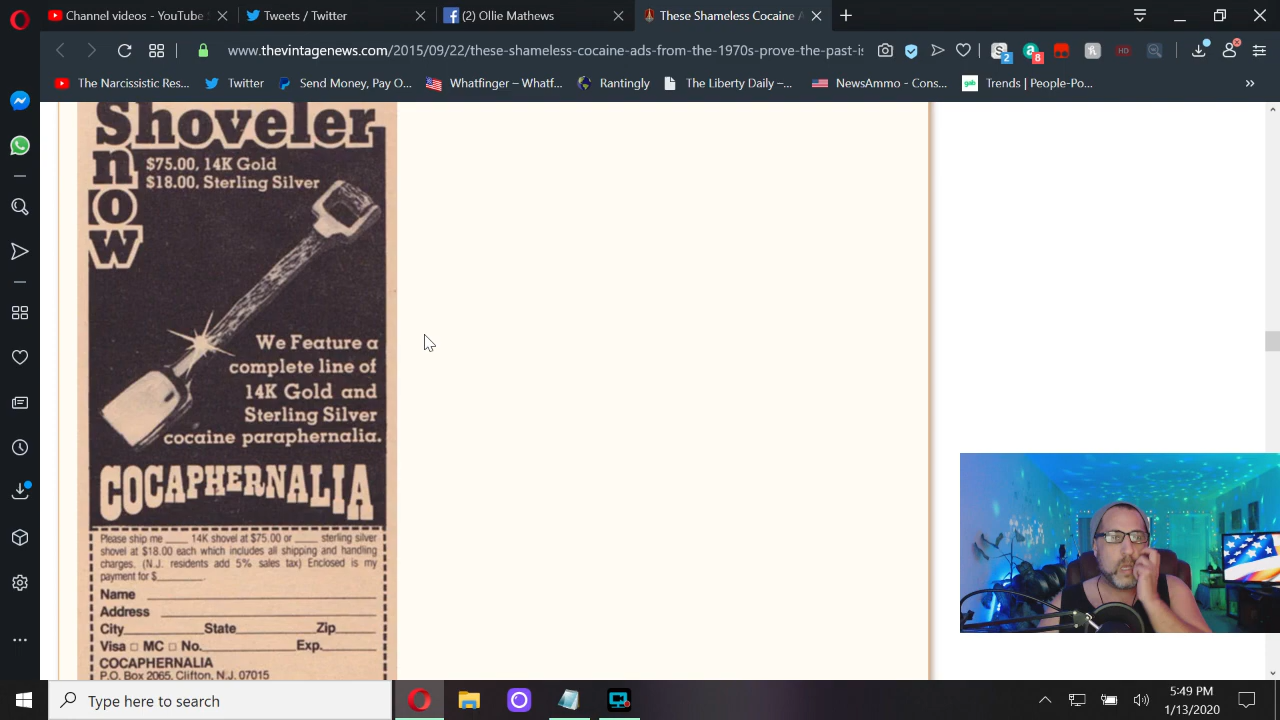 Channel videos - YouTube
Tweets / Twitter
(2) Ollie Mathews
These Shameless Cocaine A
www.thevintagenews.com/2015/09/22/these-shameless-cocaine-ads-from-the-1970s-prove-the-past-is
2
8
HD
The Narcissistic Res...
Twitter
Send Money, Pay O...
Whatfinger – Whatf...
Rantingly
The Liberty Daily –...
NewsAmmo - Cons...
gab
Trends | People-Po...
Snow Shoveler
$75.00, 14K Gold
$18.00, Sterling Silver
We Feature a
complete line of
14K Gold and
Sterling Silver
cocaine paraphernalia.
COCAPHERNALIA
Please ship me ____ 14K shovel at $75.00 or ____ sterling silver
shovel at $18.00 each which includes all shipping and handling
charges. (N.J. residents add 5% sales tax) Enclosed is my
payment for $________.
Name
Address
City State Zip
Visa □ MC □ No. Exp.
COCAPHERNALIA
P.O. Box 2065, Clifton, N.J. 07015
Type here to search
5:49 PM
1/13/2020